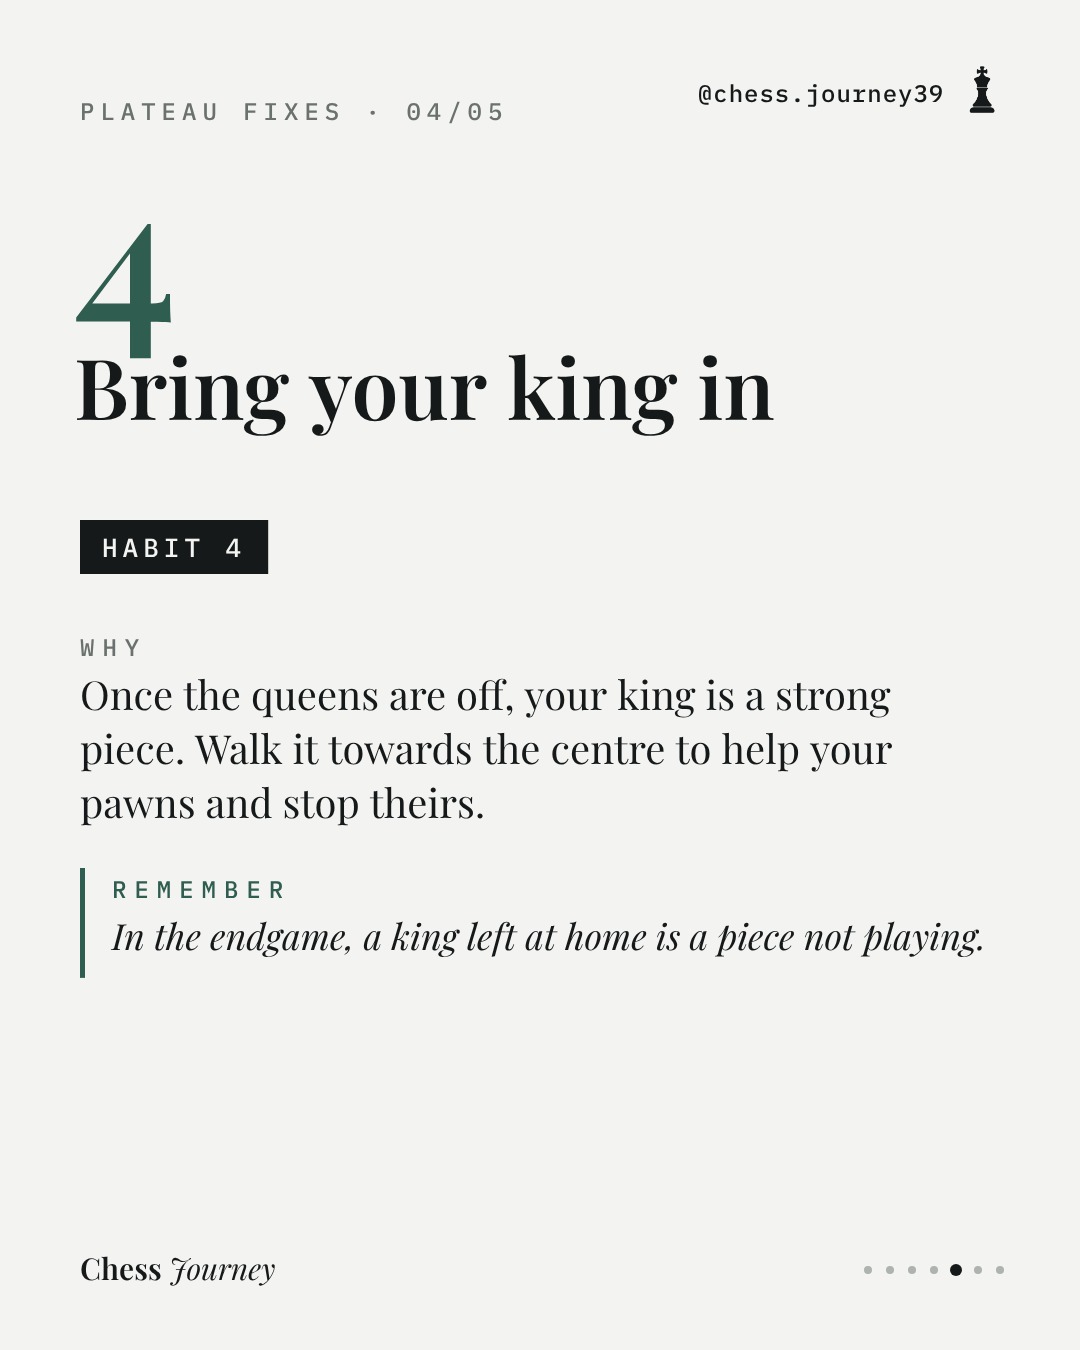 PLATEAU FIXES · 04/05
@chess.journey39
4
Bring your king in
HABIT 4
WHY
Once the queens are off, your king is a strong
piece. Walk it towards the centre to help your
pawns and stop theirs.
REMEMBER
In the endgame, a king left at home is a piece not playing.
Chess Journey